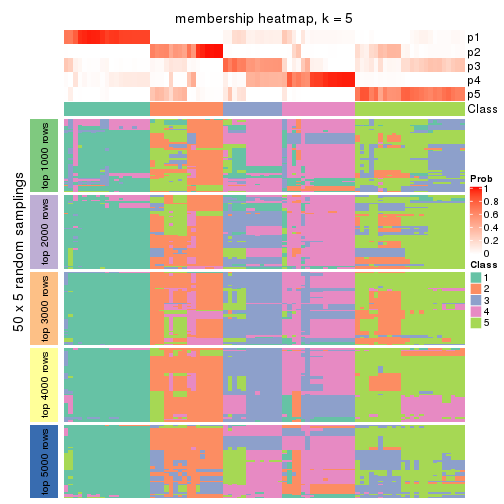 membership heatmap, k = 5
p1
p2
p3
p4
p5
Class
50 x 5 random samplings
top 1000 rows
top 2000 rows
top 3000 rows
top 4000 rows
top 5000 rows
Prob
1
0.8
0.6
0.4
0.2
0
Class
1
2
3
4
5